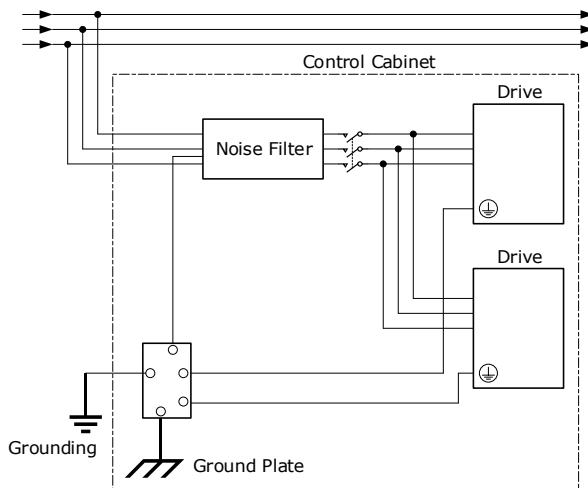 Control Cabinet
Drive
Noise Filter
Drive
Grounding
Ground Plate